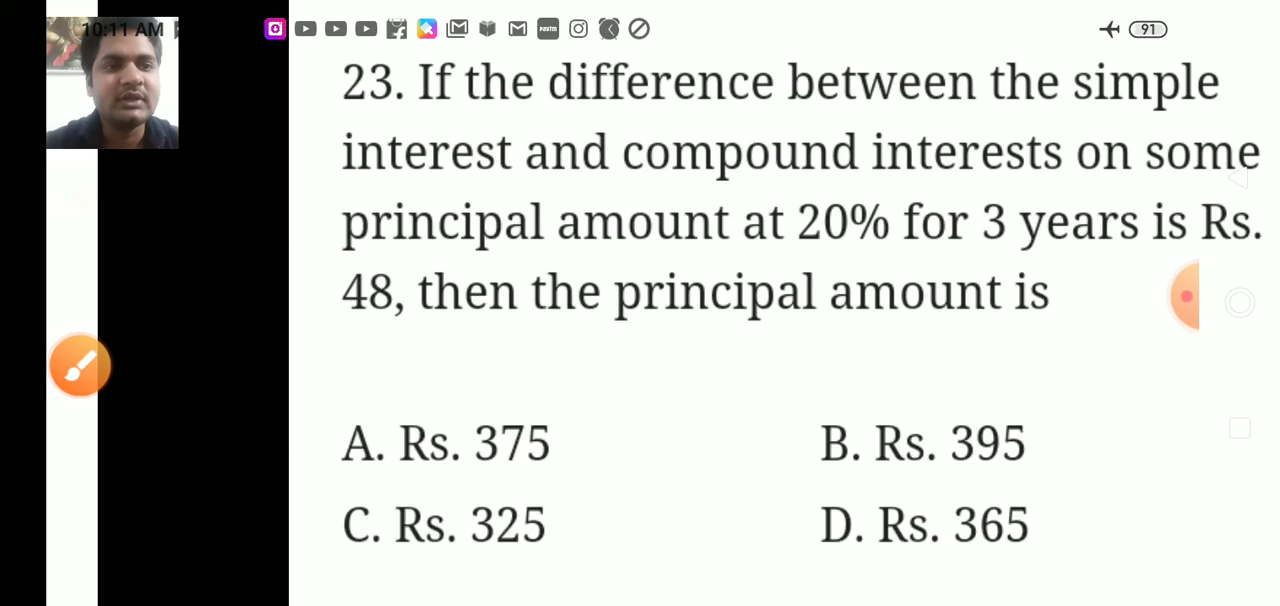 10:11 AM
paytm
91
23. If the difference between the simple
interest and compound interests on some
principal amount at 20% for 3 years is Rs.
48, then the principal amount is
A. Rs. 375 B. Rs. 395
C. Rs. 325 D. Rs. 365